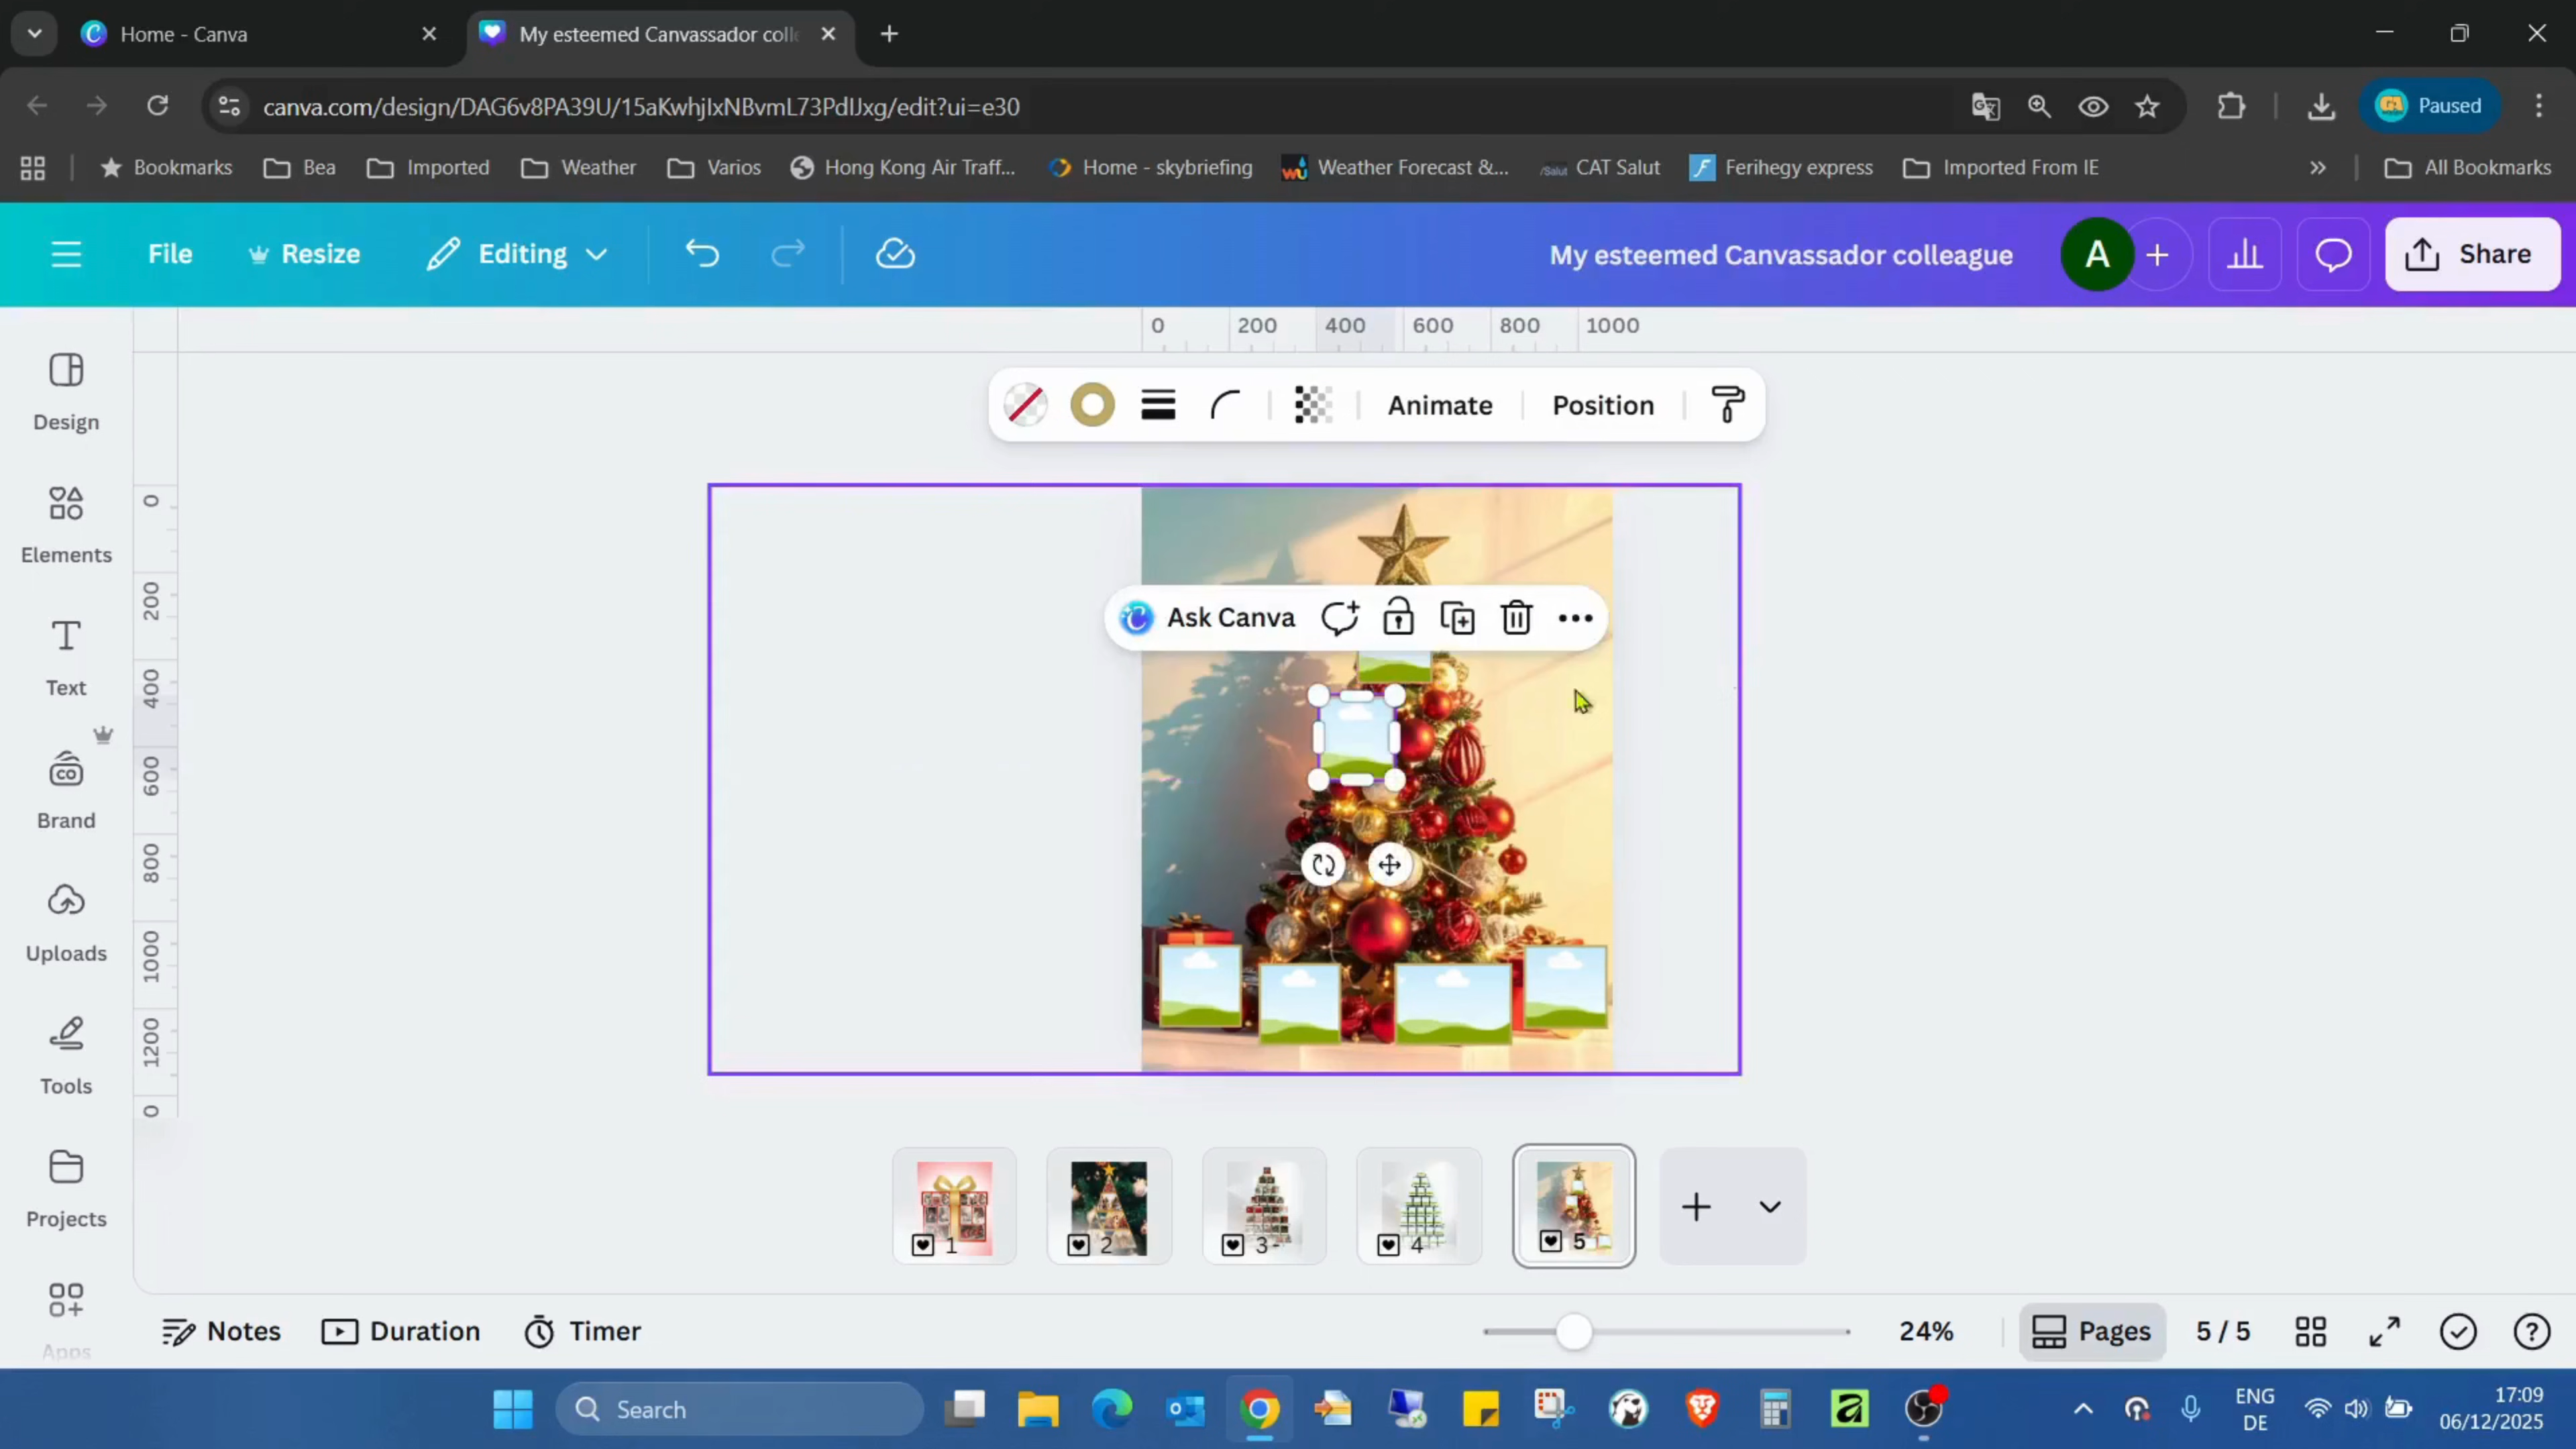 Home - Canva
My esteemed Canvassador coll
canva.com/design/DAG6v8PA39U/15aKwhjIxNBvmL73PdIJxg/edit?ui=e30
Paused
Bookmarks
Bea
Imported
Weather
Varios
Hong Kong Air Traff...
Home - skybriefing
Weather Forecast &...
CAT Salut
Ferihegy express
Imported From IE
All Bookmarks
File
Resize
Editing
My esteemed Canvassador colleague
A
Share
0 200 400 600 800 1000
Animate
Position
Design
Elements
Text
Brand
Uploads
Tools
Projects
Apps
0
200
400
600
800
1000
1200
0
Ask Canva
1
2
3
4
5
Notes
Duration
Timer
24%
Pages
5 / 5
Search
ENG
DE
17:09
06/12/2025